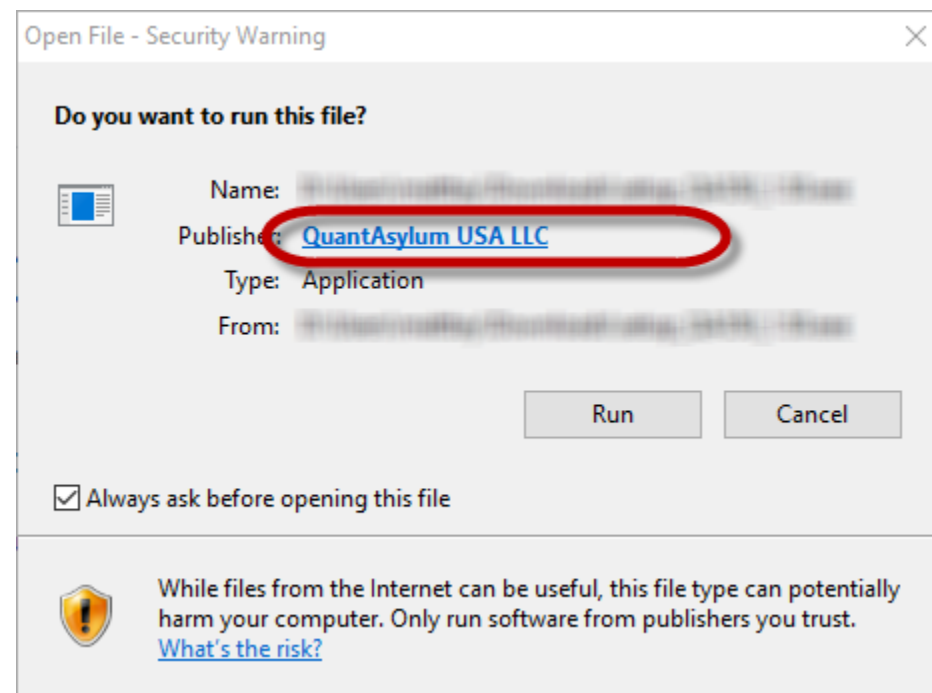 Open File - Security Warning
Do you want to run this file?
Name:
Publisher: QuantAsylum USA LLC
Type: Application
From:
Run Cancel
Always ask before opening this file
While files from the Internet can be useful, this file type can potentially
harm your computer. Only run software from publishers you trust.
What's the risk?